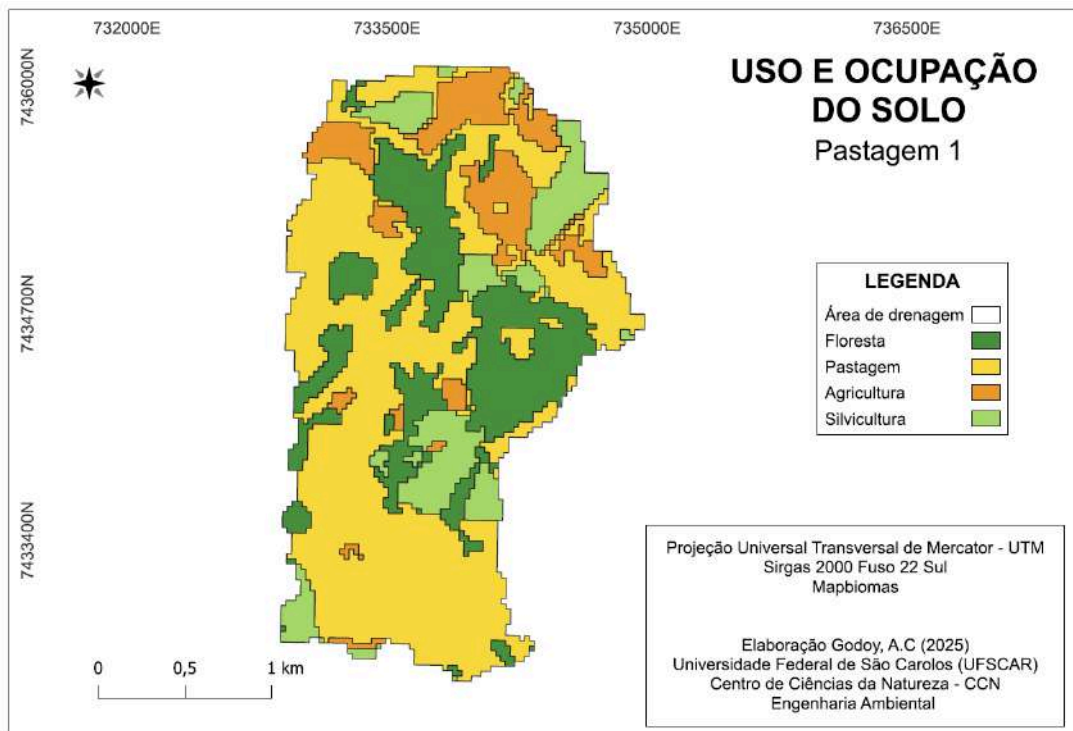 732000E
733500E
735000E
736500E
7436000N
7434700N
7433400N
USO E OCUPAÇÃO
DO SOLO
Pastagem 1
LEGENDA
Área de drenagem
Floresta
Pastagem
Agricultura
Silvicultura
Projeção Universal Transversal de Mercator - UTM
Sirgas 2000 Fuso 22 Sul
Mapbiomas
Elaboração Godoy, A.C (2025)
Universidade Federal de São Carolos (UFSCAR)
Centro de Ciências da Natureza - CCN
Engenharia Ambiental
0 0,5 1 km